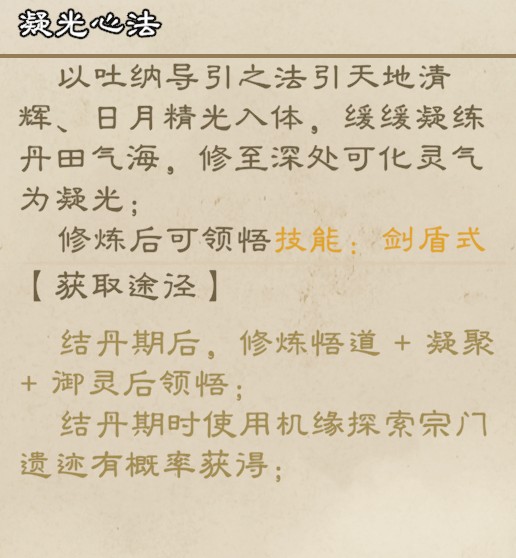 凝光心法
以吐纳导引之法引天地清
辉、日月精光入体，缓缓凝练
丹田气海，修至深处可化灵气
为凝光；
修炼后可领悟技能：剑盾式
【获取途径】
结丹期后，修炼悟道 + 凝聚
+ 御灵后领悟；
结丹期时使用机缘探索宗门
遗迹有概率获得；